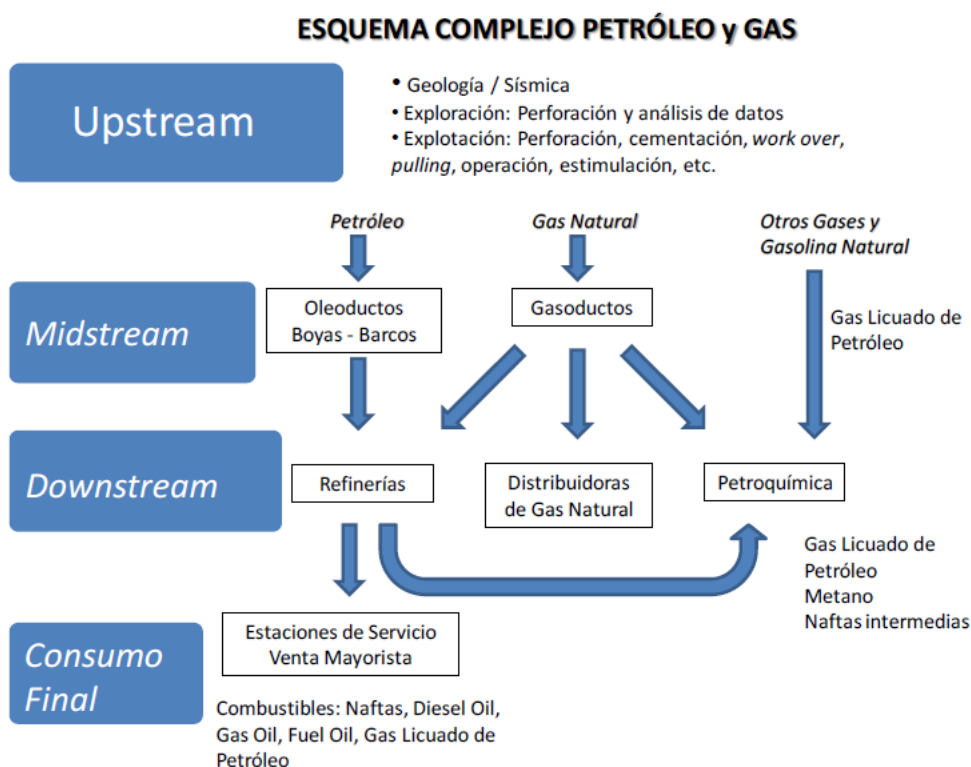 ESQUEMA COMPLEJO PETRÓLEO y GAS
Upstream
• Geología / Sísmica
• Exploración: Perforación y análisis de datos
• Explotación: Perforación, cementación, work over,
pulling, operación, estimulación, etc.
Petróleo
Gas Natural
Otros Gases y
Gasolina Natural
Midstream
Oleoductos
Boyas - Barcos
Gasoductos
Gas Licuado de
Petróleo
Downstream
Refinerías
Distribuidoras
de Gas Natural
Petroquímica
Gas Licuado de
Petróleo
Metano
Naftas intermedias
Consumo
Final
Estaciones de Servicio
Venta Mayorista
Combustibles: Naftas, Diesel Oil,
Gas Oil, Fuel Oil, Gas Licuado de
Petróleo